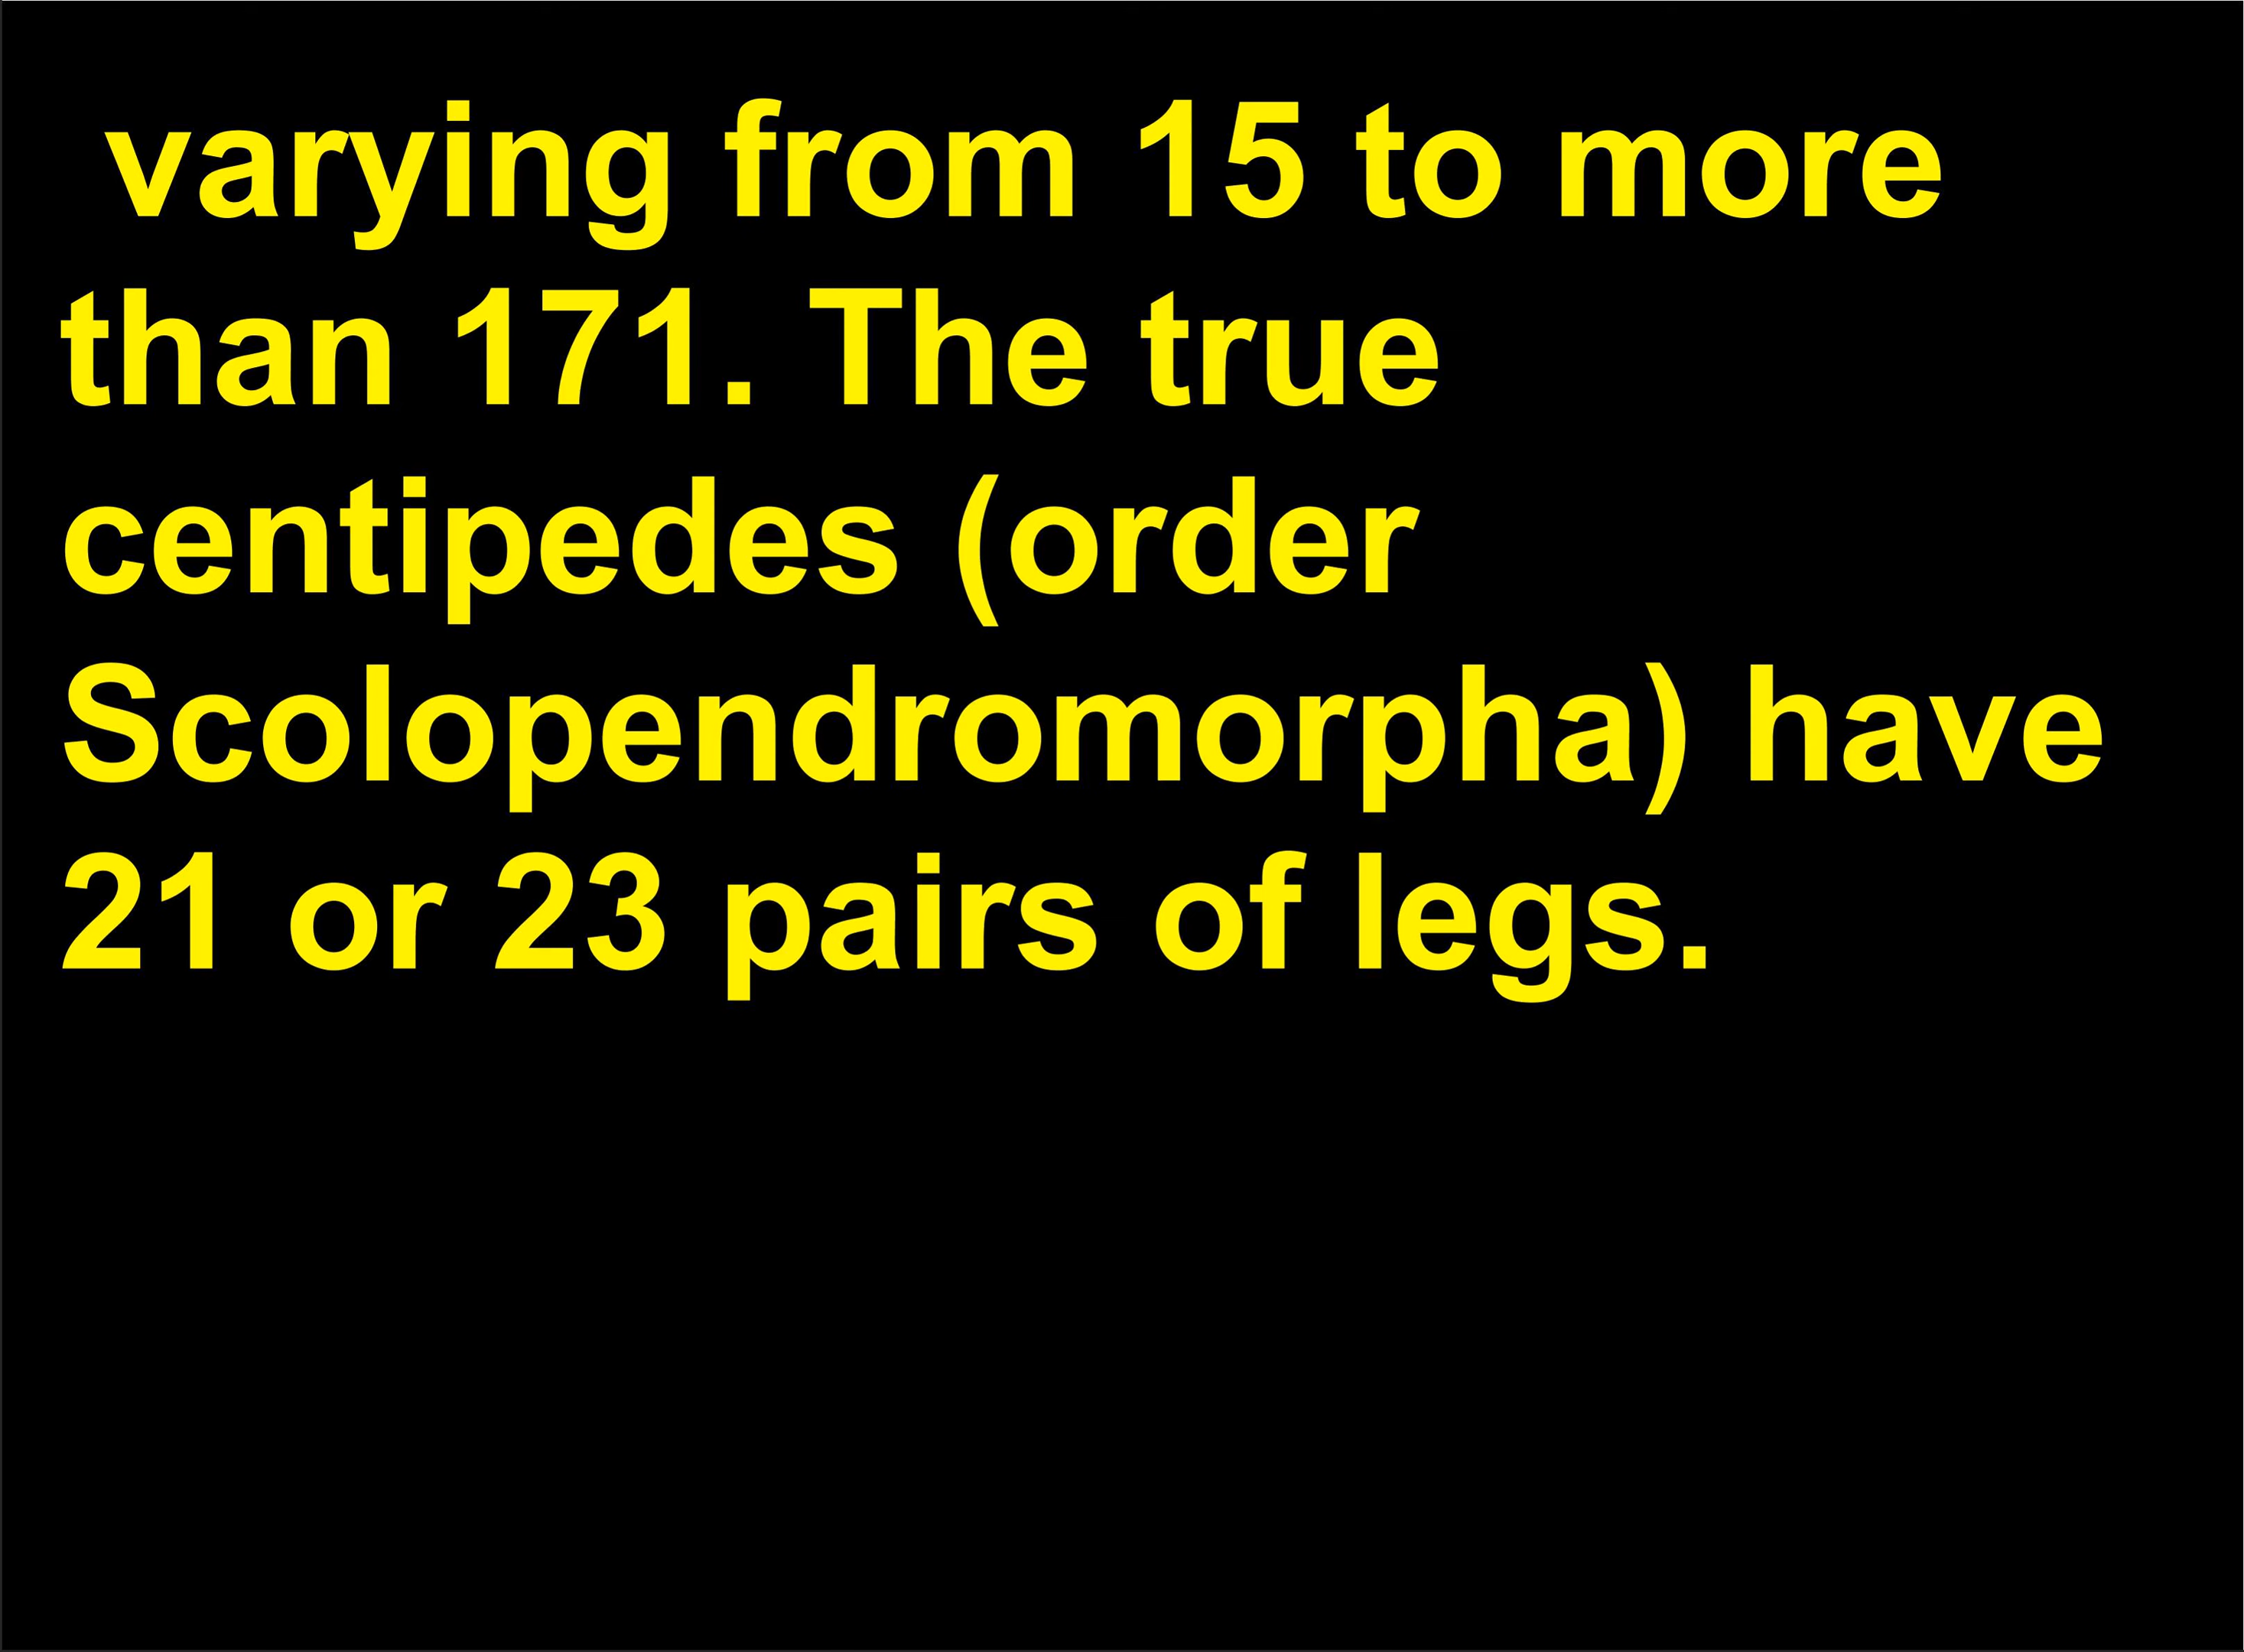 varying from 15 to more
than 171. The true
centipedes (order
Scolopendromorpha) have
21 or 23 pairs of legs.